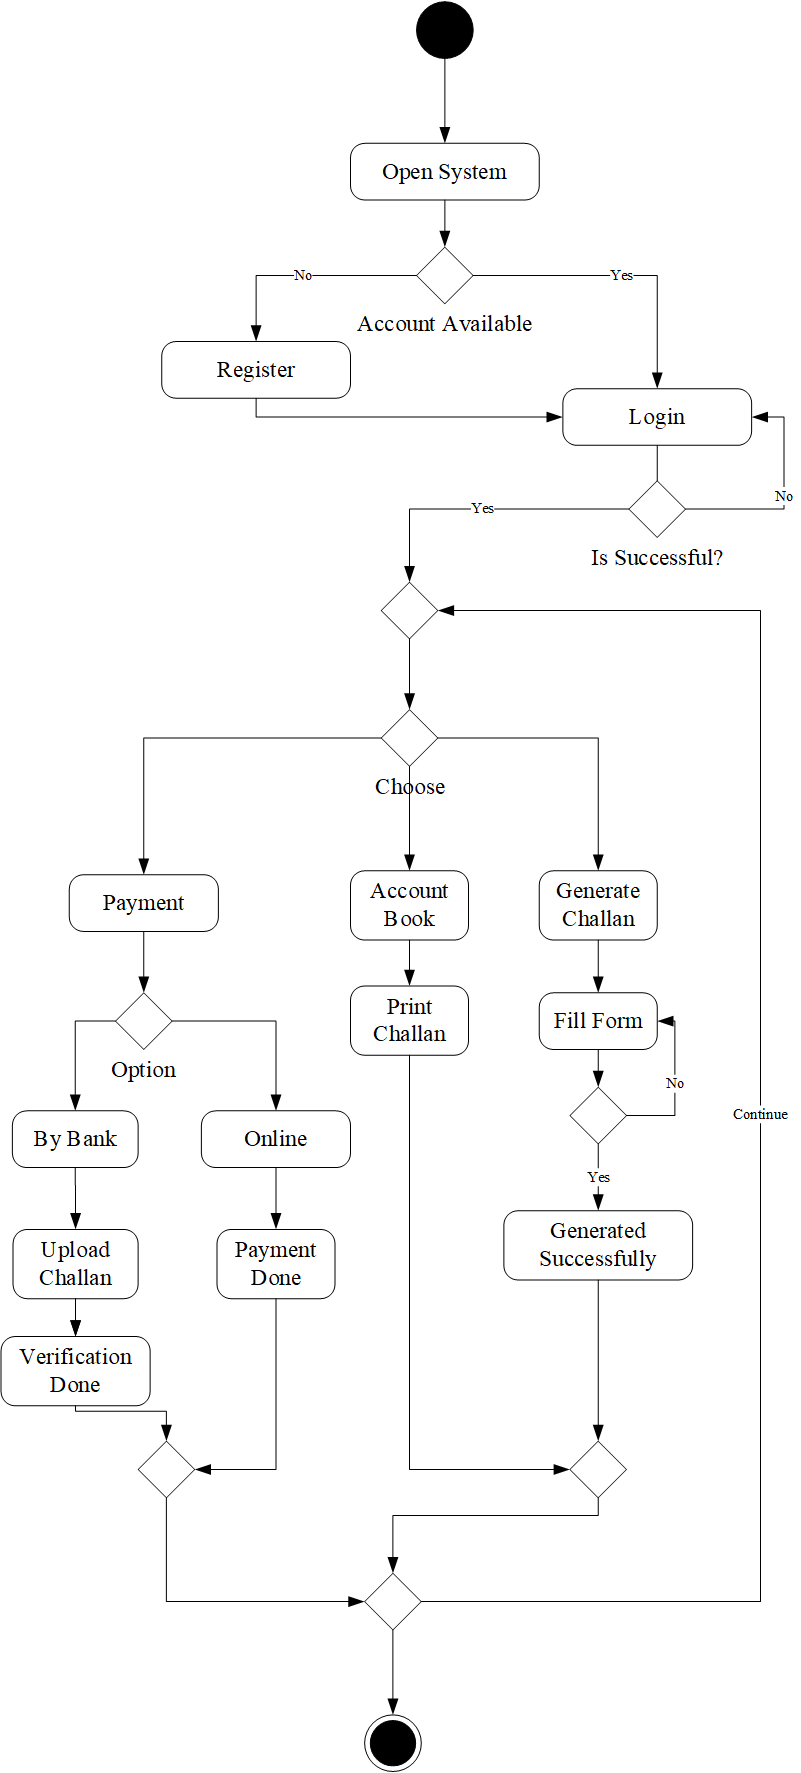 Open System
No
Yes
Account Available
Register
Login
No
Yes
Is Successful?
Choose
Payment
Account
Book
Generate
Challan
Print
Challan
Fill Form
Option
No
Continue
By Bank
Online
Yes
Upload
Challan
Payment
Done
Generated
Successfully
Verification
Done